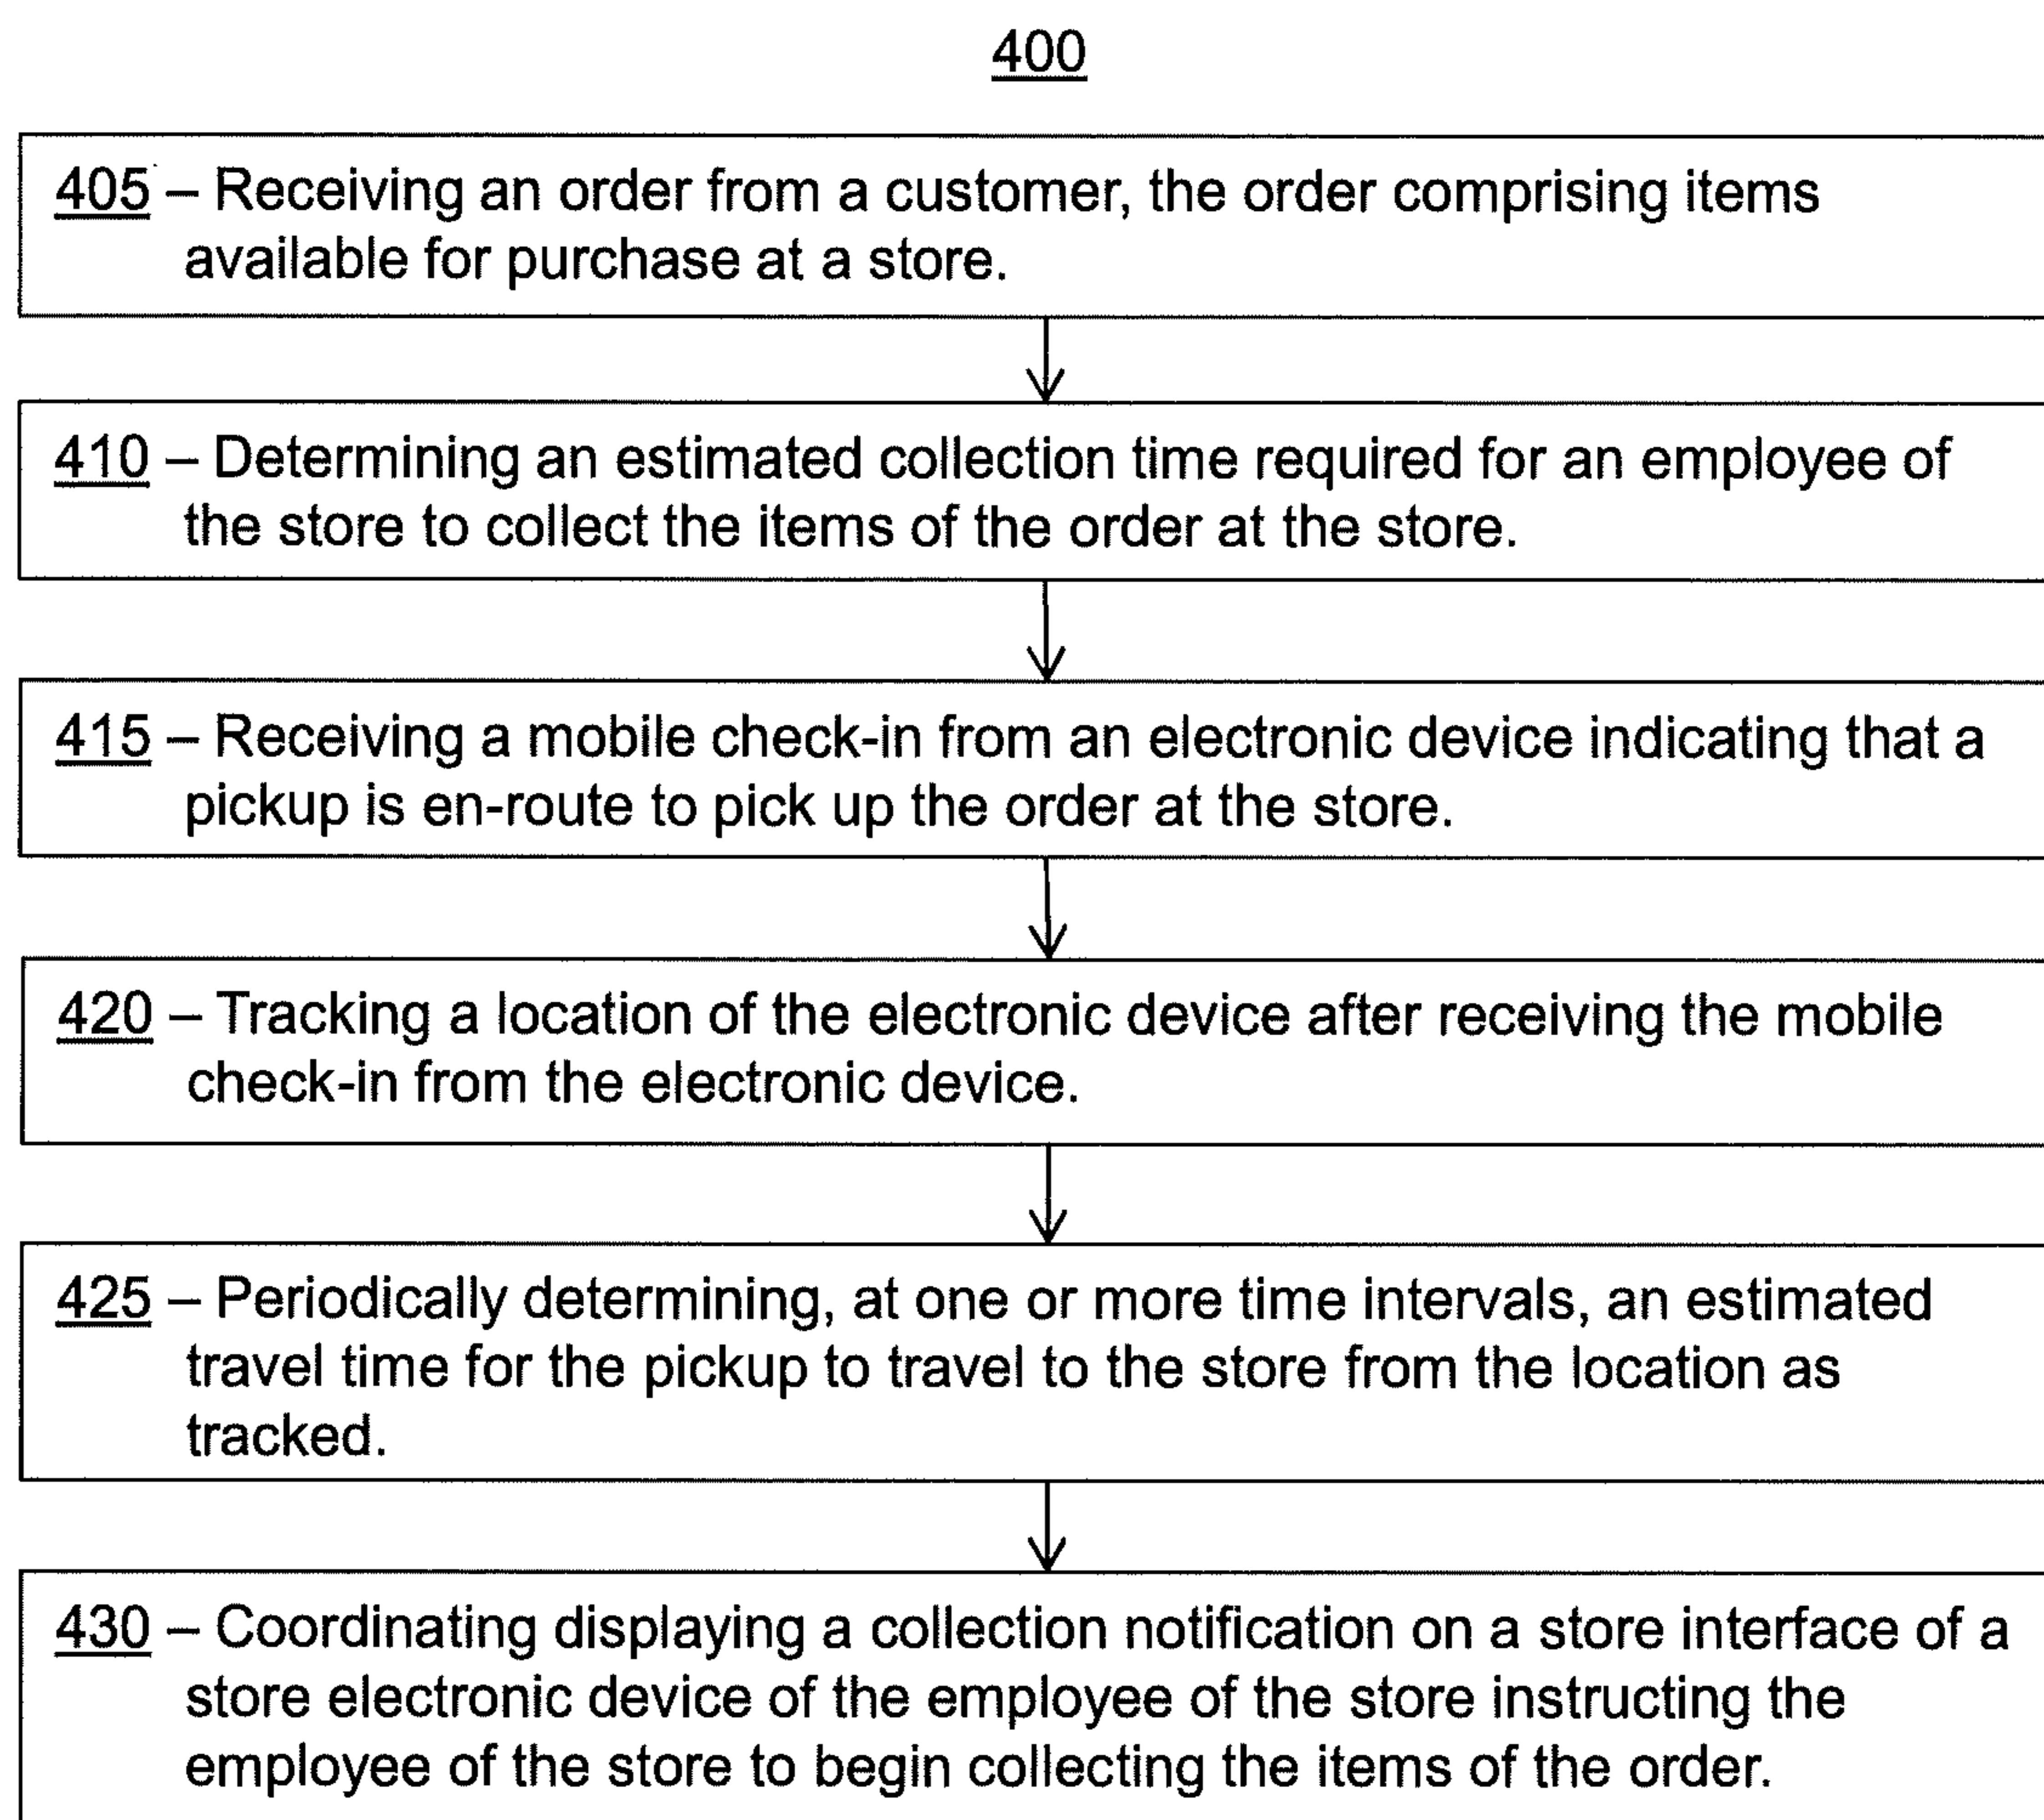 400
405 – Receiving an order from a customer, the order comprising items
available for purchase at a store.
410 – Determining an estimated collection time required for an employee of
the store to collect the items of the order at the store.
415 – Receiving a mobile check-in from an electronic device indicating that a
pickup is en-route to pick up the order at the store.
420 – Tracking a location of the electronic device after receiving the mobile
check-in from the electronic device.
425 – Periodically determining, at one or more time intervals, an estimated
travel time for the pickup to travel to the store from the location as
tracked.
430 – Coordinating displaying a collection notification on a store interface of a
store electronic device of the employee of the store instructing the
employee of the store to begin collecting the items of the order.